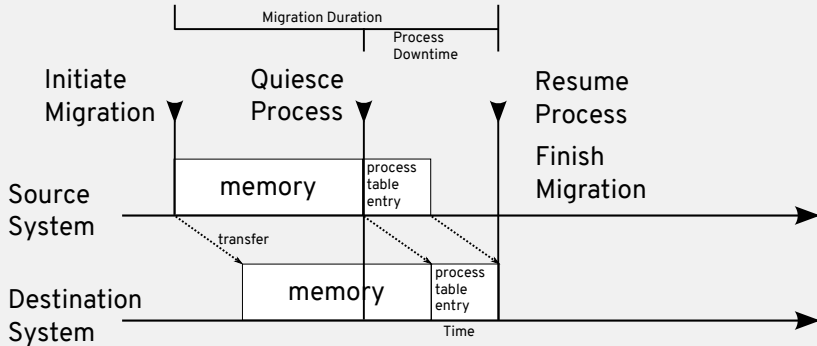 Migration Duration
Process
Downtime
Initiate
Migration
Quiesce
Process
Resume
Process
Finish
Migration
Source
System
memory
process
table
entry
transfer
Destination
System
memory
process
table
entry
Time